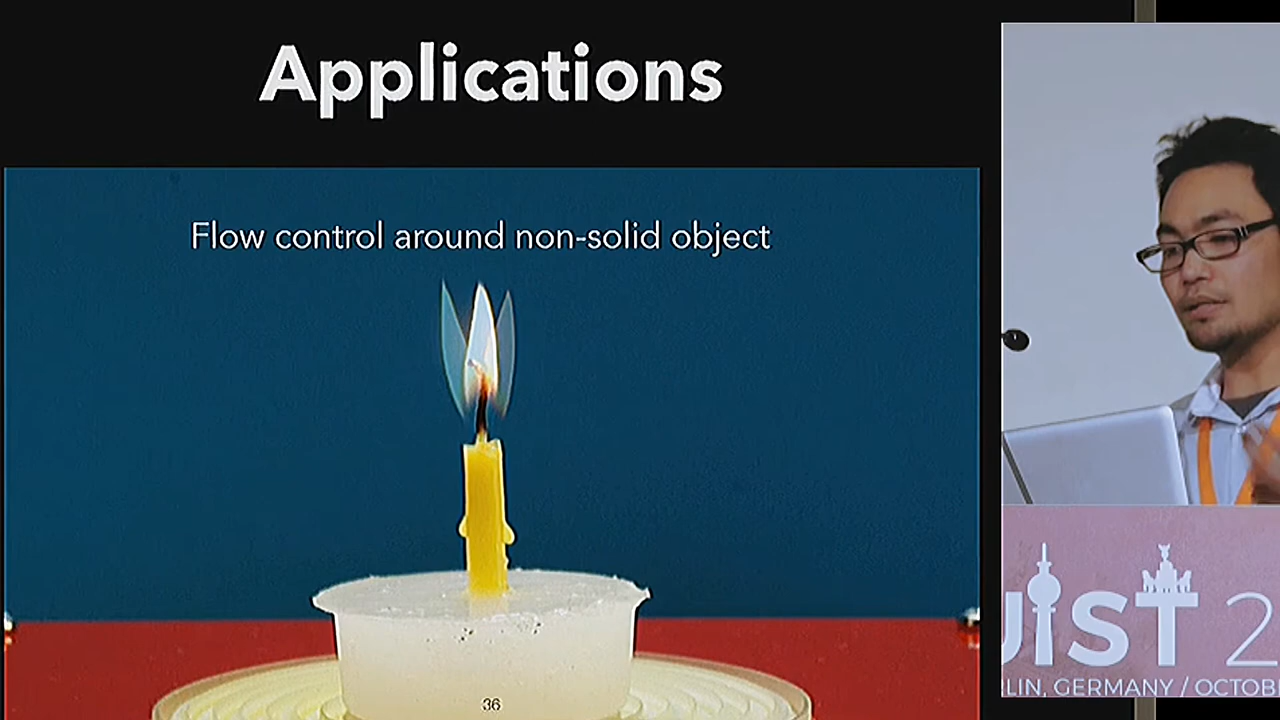 Applications
Flow control around non-solid object
36
UIST 2
LIN, GERMANY / OCTOB